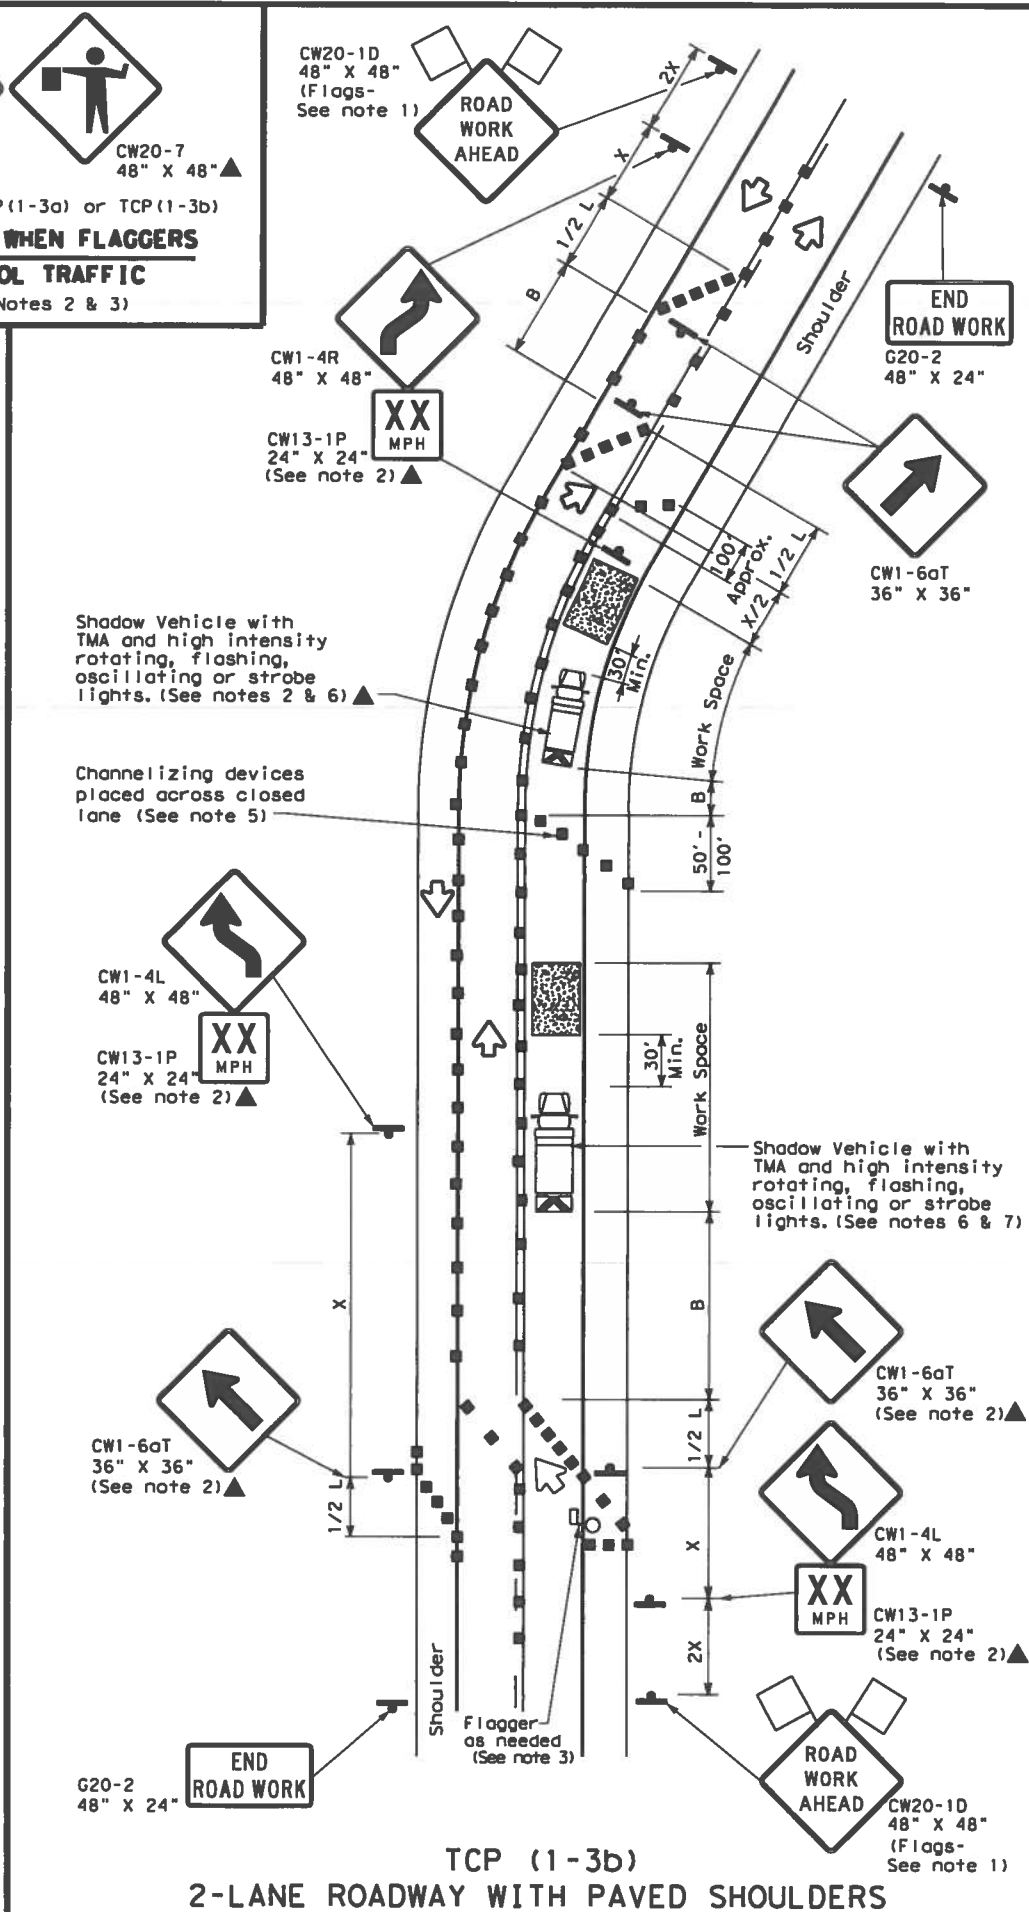 CW20-7
48" X 48"▲
P(1-3a) or TCP(1-3b)
WHEN FLAGGERS
OL TRAFFIC
Notes 2 & 3)
CW20-1D
48" X 48"
(Flags-
See note 1)
ROAD
WORK
AHEAD
2X
X
1/2 L
B
CW1-4R
48" X 48"
XX
MPH
CW13-1P
24" X 24"
(See note 2)▲
Shoulder
END
ROAD WORK
G20-2
48" X 24"
CW1-6aT
36" X 36"
100'
Approx.
1/2 L
X/2
Work Space
30'
Min.
B
50' -
100'
Shadow Vehicle with
TMA and high intensity
rotating, flashing,
oscillating or strobe
lights. (See notes 2 & 6)▲
Channelizing devices
placed across closed
lane (See note 5)
CW1-4L
48" X 48"
XX
MPH
CW13-1P
24" X 24"
(See note 2)▲
30'
Min.
Work Space
Shadow Vehicle with
TMA and high intensity
rotating, flashing,
oscillating or strobe
lights. (See notes 6 & 7)
X
B
CW1-6aT
36" X 36"
(See note 2)▲
1/2 L
CW1-6aT
36" X 36"
(See note 2)▲
1/2 L
X
CW1-4L
48" X 48"
XX
MPH
CW13-1P
24" X 24"
(See note 2)▲
2X
Shoulder
Flagger
as needed
(See note 3)
END
ROAD WORK
G20-2
48" X 24"
ROAD
WORK
AHEAD
CW20-1D
48" X 48"
(Flags-
See note 1)
TCP (1-3b)
2-LANE ROADWAY WITH PAVED SHOULDERS